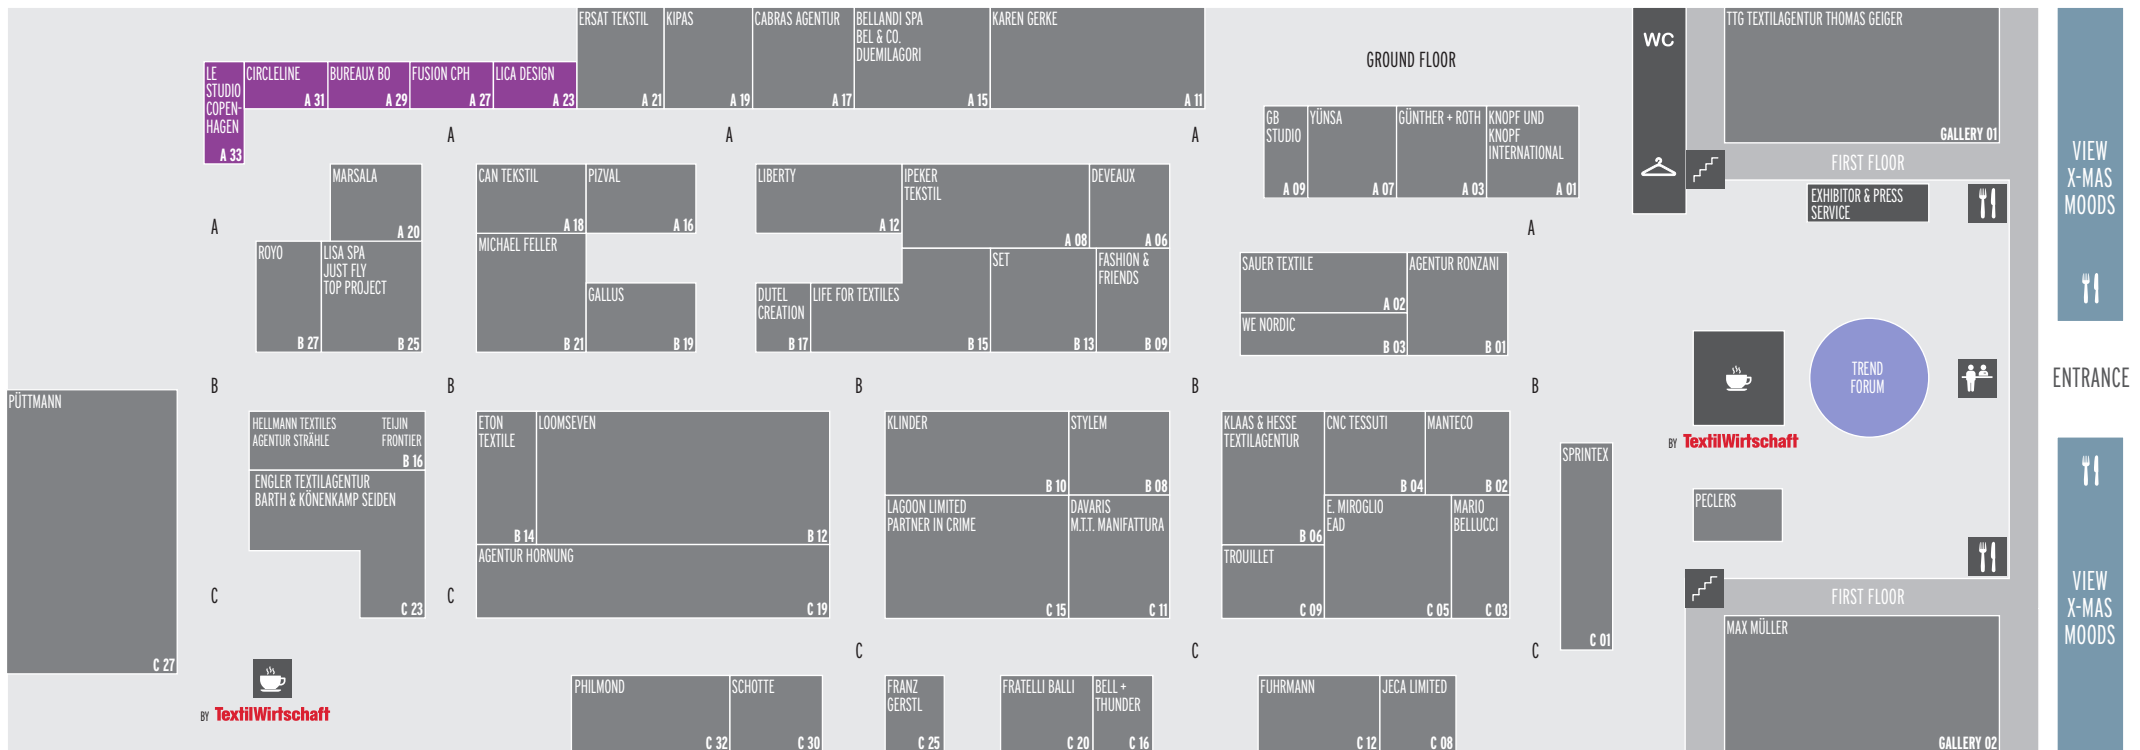 ERSAT TEKSTIL
A 21
KIPAS
A 19
CABRAS AGENTUR
A 17
BELLANDI SPA
BEL & CO.
DUEMILAGORI
A 15
KAREN GERKE
A 11
GROUND FLOOR
WC
TTG TEXTILAGENTUR THOMAS GEIGER
GALLERY 01
LE
STUDIO
COPEN-
HAGEN
A 33
CIRCLELINE
A 31
BUREAUX BO
A 29
FUSION CPH
A 27
LICA DESIGN
A 23
A
A
A
GB
STUDIO
A 09
YÜNSA
A 07
GÜNTHER + ROTH
A 03
KNOPF UND
KNOPF
INTERNATIONAL
A 01
FIRST FLOOR
EXHIBITOR & PRESS
SERVICE
VIEW
X-MAS
MOODS
MARSALA
A 20
CAN TEKSTIL
A 18
PIZVAL
A 16
LIBERTY
A 12
IPEKER
TEKSTIL
A 08
DEVEAUX
A 06
A
A
ROYO
B 27
LISA SPA
JUST FLY
TOP PROJECT
B 25
MICHAEL FELLER
B 21
GALLUS
B 19
DUTEL
CREATION
B 17
LIFE FOR TEXTILES
B 15
SET
B 13
FASHION &
FRIENDS
B 09
SAUER TEXTILE
A 02
WE NORDIC
B 03
AGENTUR RONZANI
B 01
TREND
FORUM
ENTRANCE
BY TextilWirtschaft
B
B
B
B
B
PÜTTMANN
C 27
HELLMANN TEXTILES
AGENTUR STRÄHLE
TEIJIN
FRONTIER
B 16
ENGLER TEXTILAGENTUR
BARTH & KÖNENKAMP SEIDEN
C 23
ETON
TEXTILE
B 14
LOOMSEVEN
B 12
AGENTUR HORNUNG
C 19
KLINDER
B 10
STYLEM
B 08
LAGOON LIMITED
PARTNER IN CRIME
C 15
DAVARIS
M.T.T. MANIFATTURA
C 11
KLAAS & HESSE
TEXTILAGENTUR
B 06
CNC TESSUTI
B 04
MANTECO
B 02
TROUILLET
C 09
E. MIROGLIO
EAD
C 05
MARIO
BELLUCCI
C 03
SPRINTEX
C 01
PECLERS
FIRST FLOOR
MAX MÜLLER
GALLERY 02
VIEW
X-MAS
MOODS
C
C
C
C
C
BY TextilWirtschaft
PHILMOND
C 32
SCHOTTE
C 30
FRANZ
GERSTL
C 25
FRATELLI BALLI
C 20
BELL +
THUNDER
C 16
FUHRMANN
C 12
JECA LIMITED
C 08